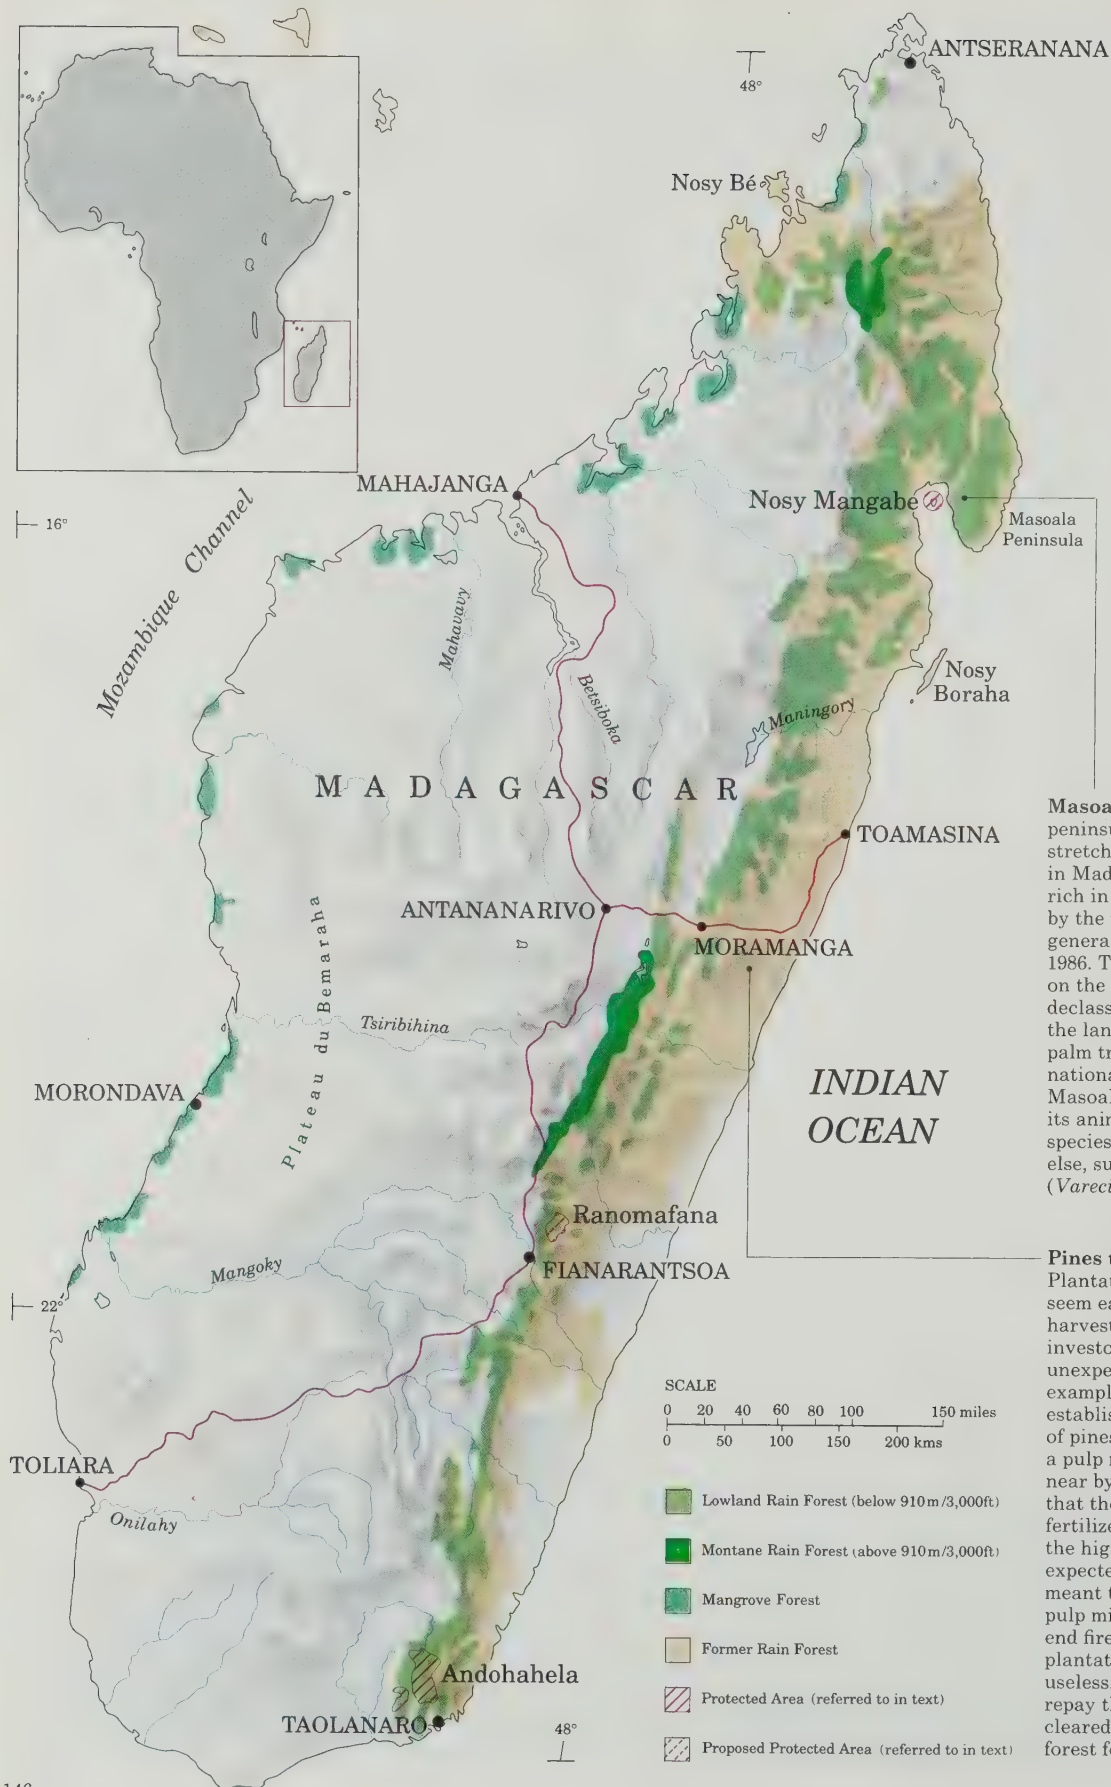 ANTSERANANA
48°
Nosy Bé
MAHAJANGA
Nosy Mangabe
16°
Masoala
Peninsula
Mozambique Channel
Mahavavy
Betsiboka
Nosy
Boraha
Maningory
MADAGASCAR
TOAMASINA
ANTANANARIVO
MORAMANGA
Plateau du Bemaraha
Tsiribihina
MORONDAVA
INDIAN
OCEAN
Ranomafana
FIANARANTSOA
Mangoky
22°
TOLIARA
Onilahy
Andohahela
TAOLANARO
48°
SCALE
0 20 40 60 80 100 150 miles
0 50 100 150 200 kms
Lowland Rain Forest (below 910m/3,000ft)
Montane Rain Forest (above 910m/3,000ft)
Mangrove Forest
Former Rain Forest
Protected Area (referred to in text)
Proposed Protected Area (referred to in text)
Masoa
peninsu
stretch
in Mad
rich in
by the
genera
1986. T
on the
declass
the lan
palm tr
nationa
Masoal
its anin
species
else, su
(Varec
Pines t
Plantat
seem ea
harvest
investo
unexpe
exampl
establis
of pines
a pulp r
near by
that the
fertilize
the hig
expecte
meant t
pulp mi
end fire
plantat
useless.
repay th
cleared
forest fo